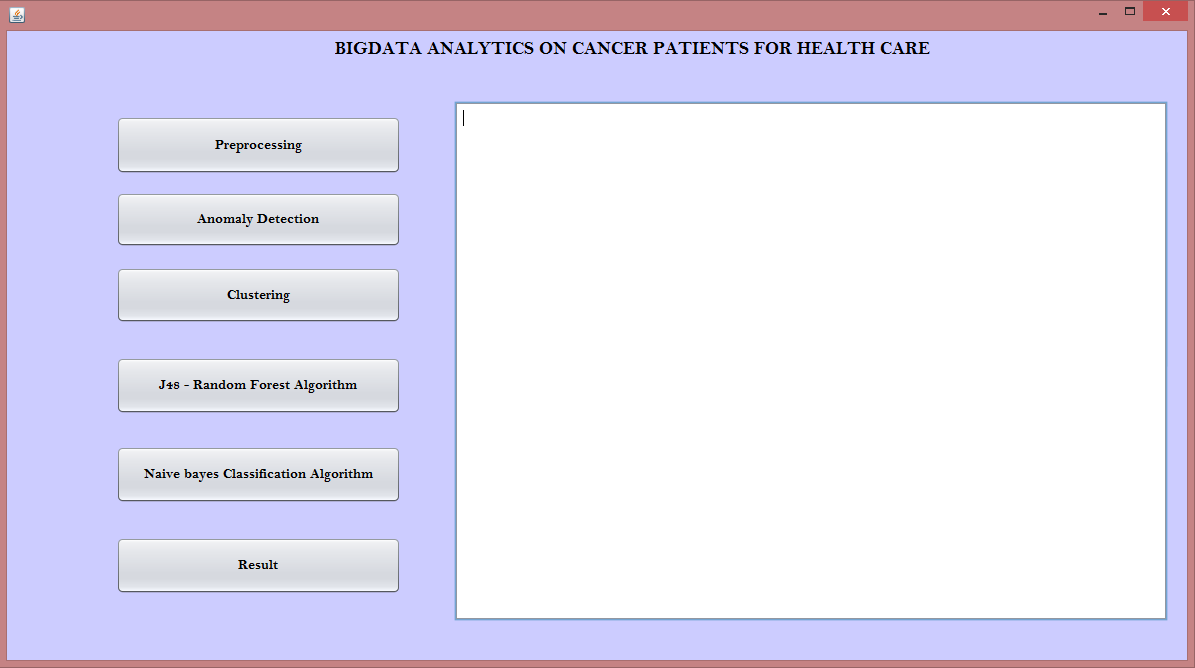 BIGDATA ANALYTICS ON CANCER PATIENTS FOR HEALTH CARE
Preprocessing
Anomaly Detection
Clustering
J48 - Random Forest Algorithm
Naive bayes Classification Algorithm
Result